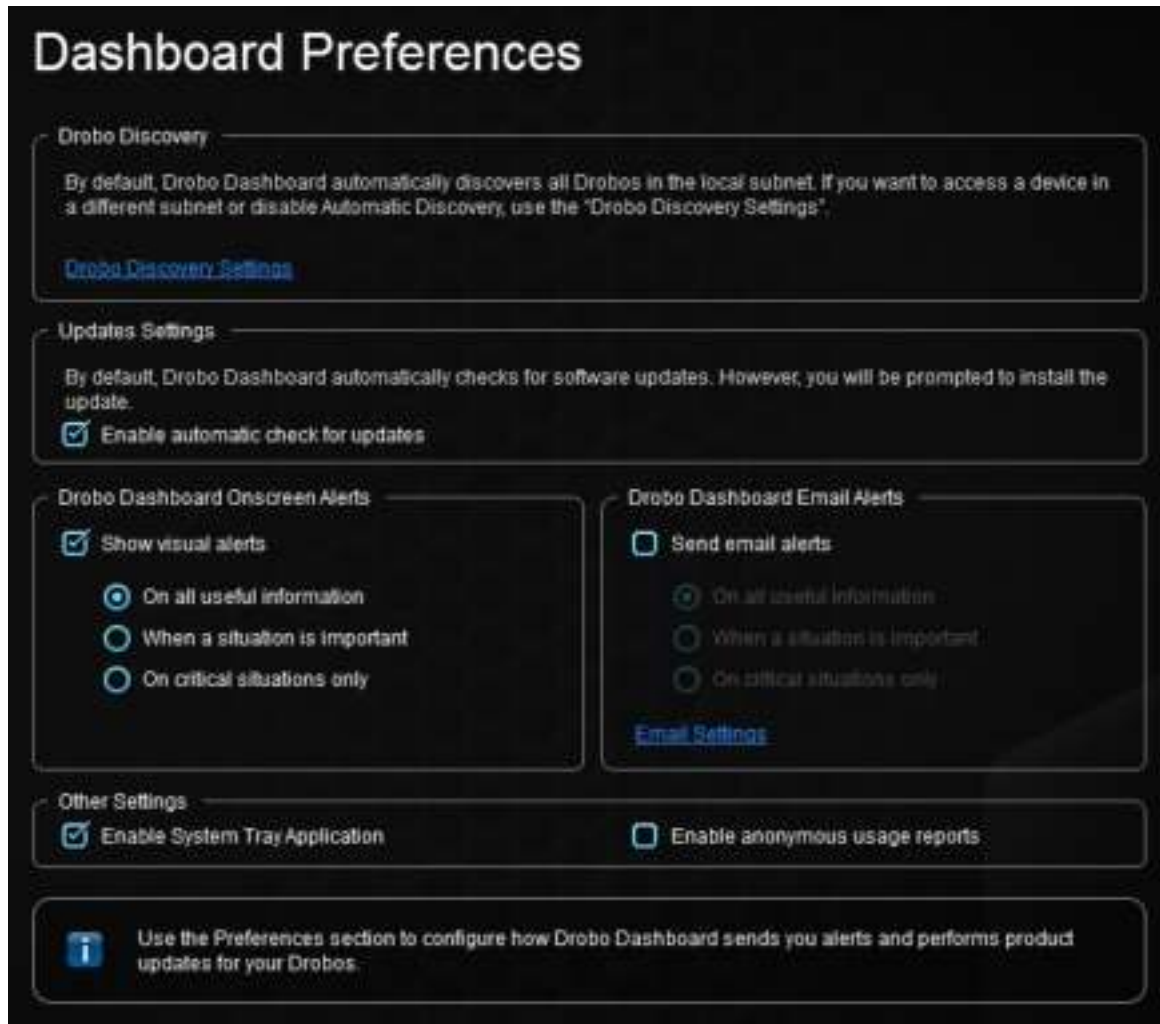 Dashboard Preferences
Drobo Discovery
By default, Drobo Dashboard automatically discovers all Drobos in the local subnet. If you want to access a device in
a different subnet or disable Automatic Discovery, use the "Drobo Discovery Settings".
Drobo Discovery Settings
Updates Settings
By default, Drobo Dashboard automatically checks for software updates. However, you will be prompted to install the
update.
Enable automatic check for updates
Drobo Dashboard Onscreen Alerts
Show visual alerts
On all useful information
When a situation is important
On critical situations only
Drobo Dashboard Email Alerts
Send email alerts
On all useful information
When a situation is important
On critical situations only
Email Settings
Other Settings
Enable System Tray Application
Enable anonymous usage reports
Use the Preferences section to configure how Drobo Dashboard sends you alerts and performs product
updates for your Drobos.